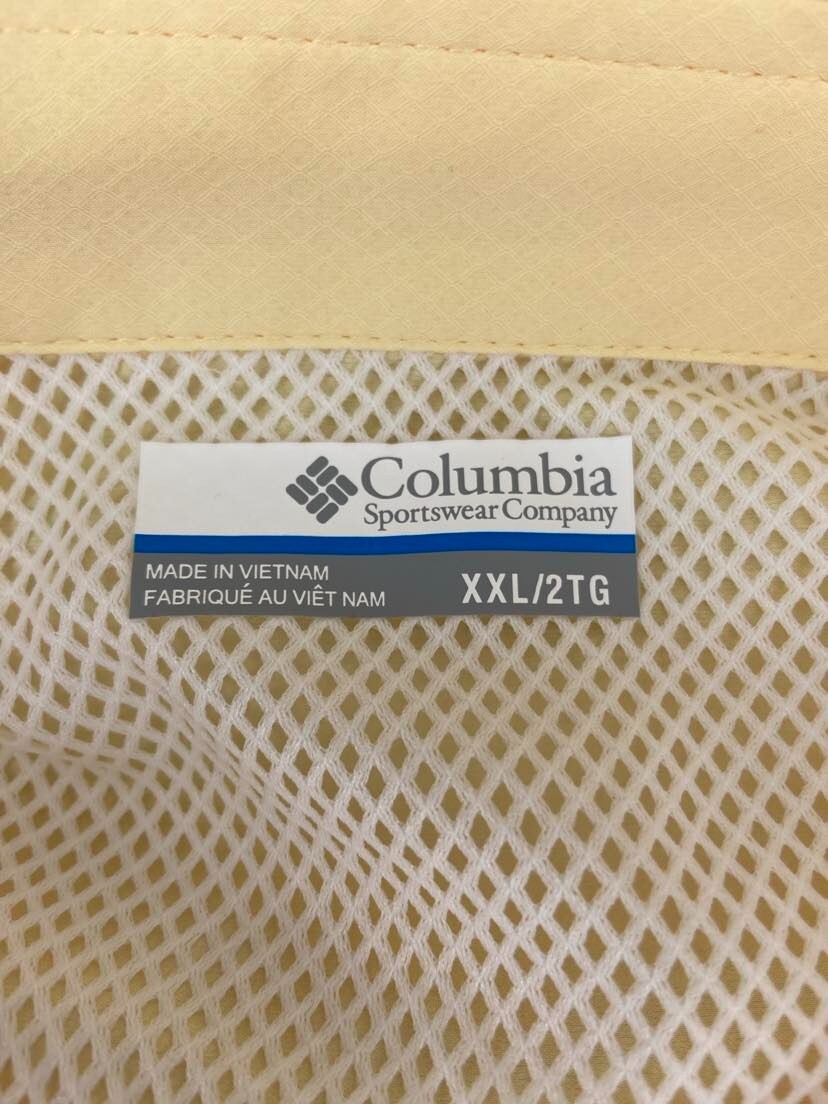 Columbia
Sportswear Company
MADE IN VIETNAM
FABRIQUÉ AU VIÊT NAM
XXL/2TG